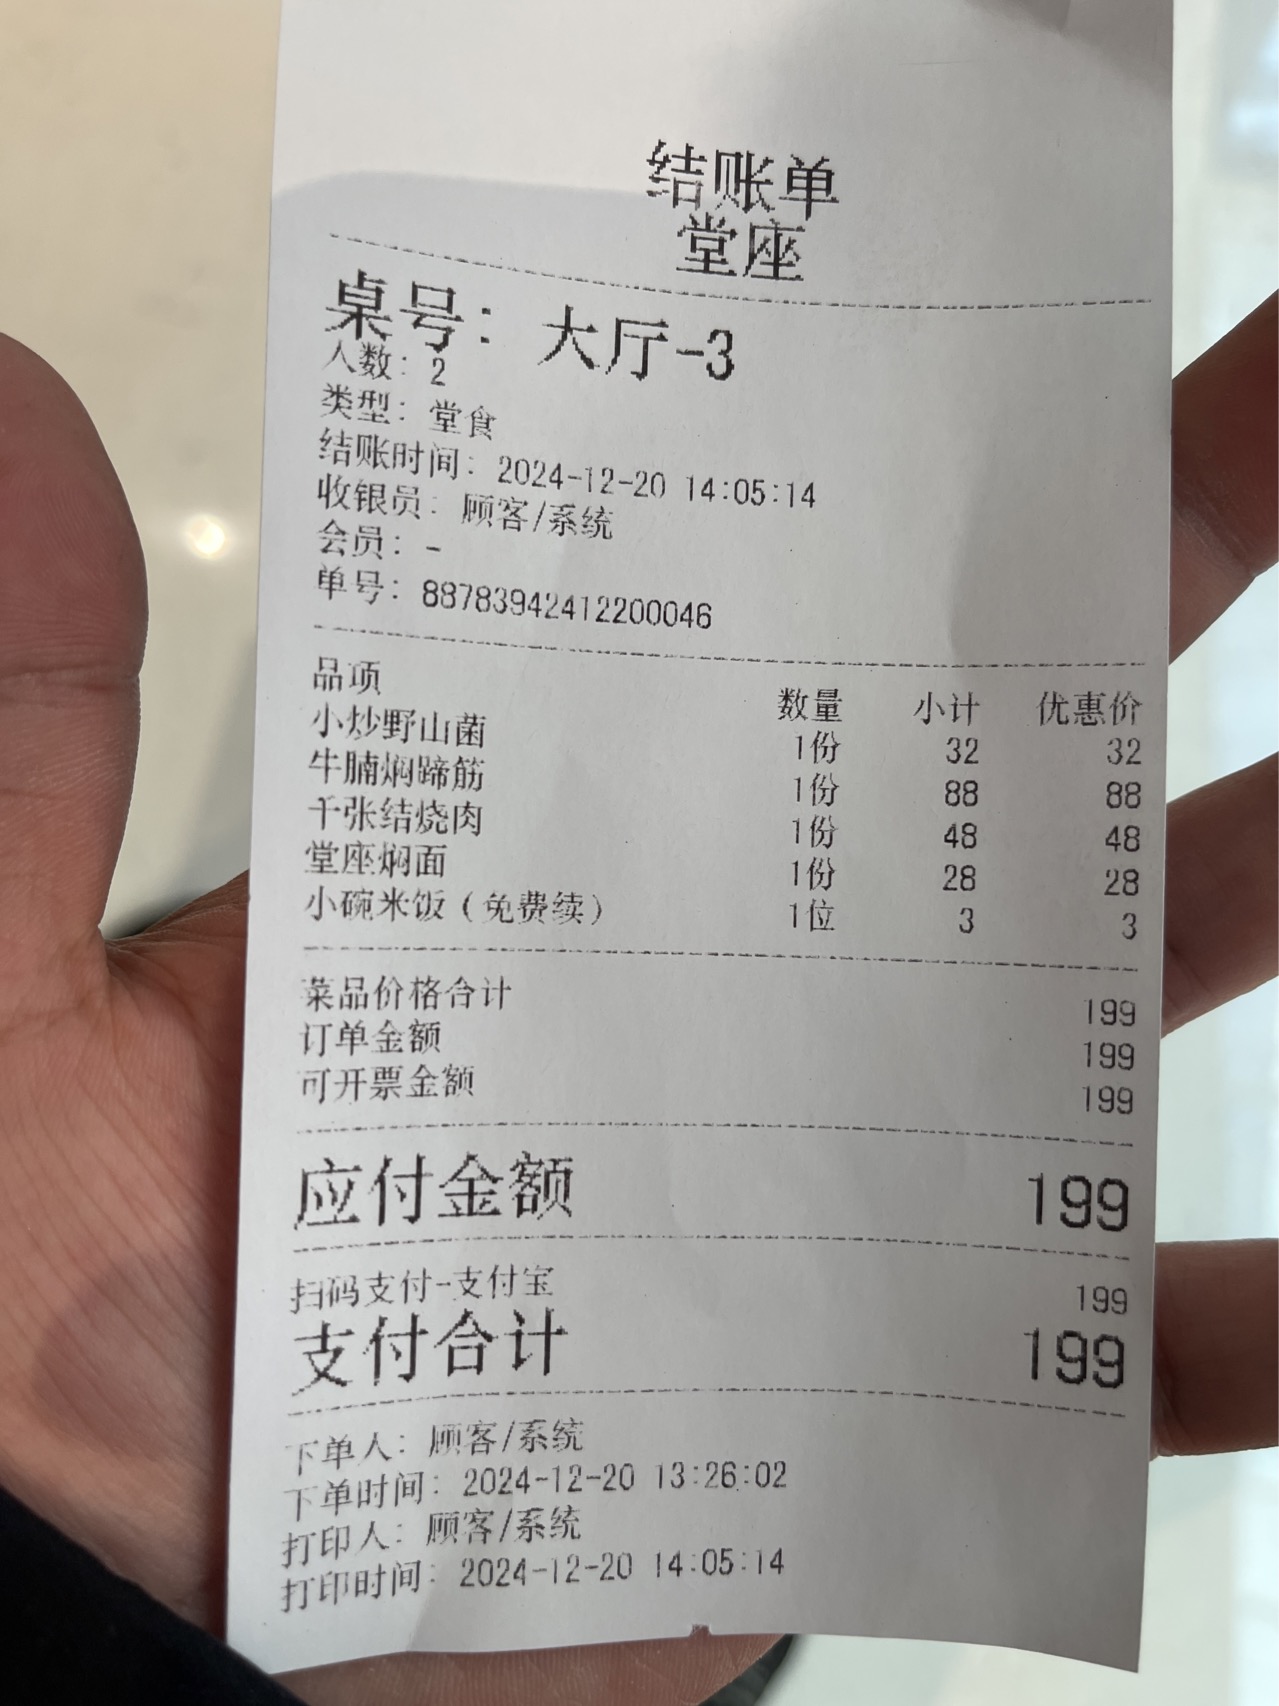 结账单
堂座
桌号：大厅-3
人数：2
类型：堂食
结账时间：2024-12-20 14:05:14
收银员：顾客/系统
会员：-
单号：88783942412200046
品项 数量 小计 优惠价
小炒野山菌 1份 32 32
牛腩焖蹄筋 1份 88 88
千张结烧肉 1份 48 48
堂座焖面 1份 28 28
小碗米饭（免费续） 1位 3 3
菜品价格合计 199
订单金额 199
可开票金额 199
应付金额 199
扫码支付-支付宝 199
支付合计 199
下单人：顾客/系统
下单时间：2024-12-20 13:26:02
打印人：顾客/系统
打印时间：2024-12-20 14:05:14